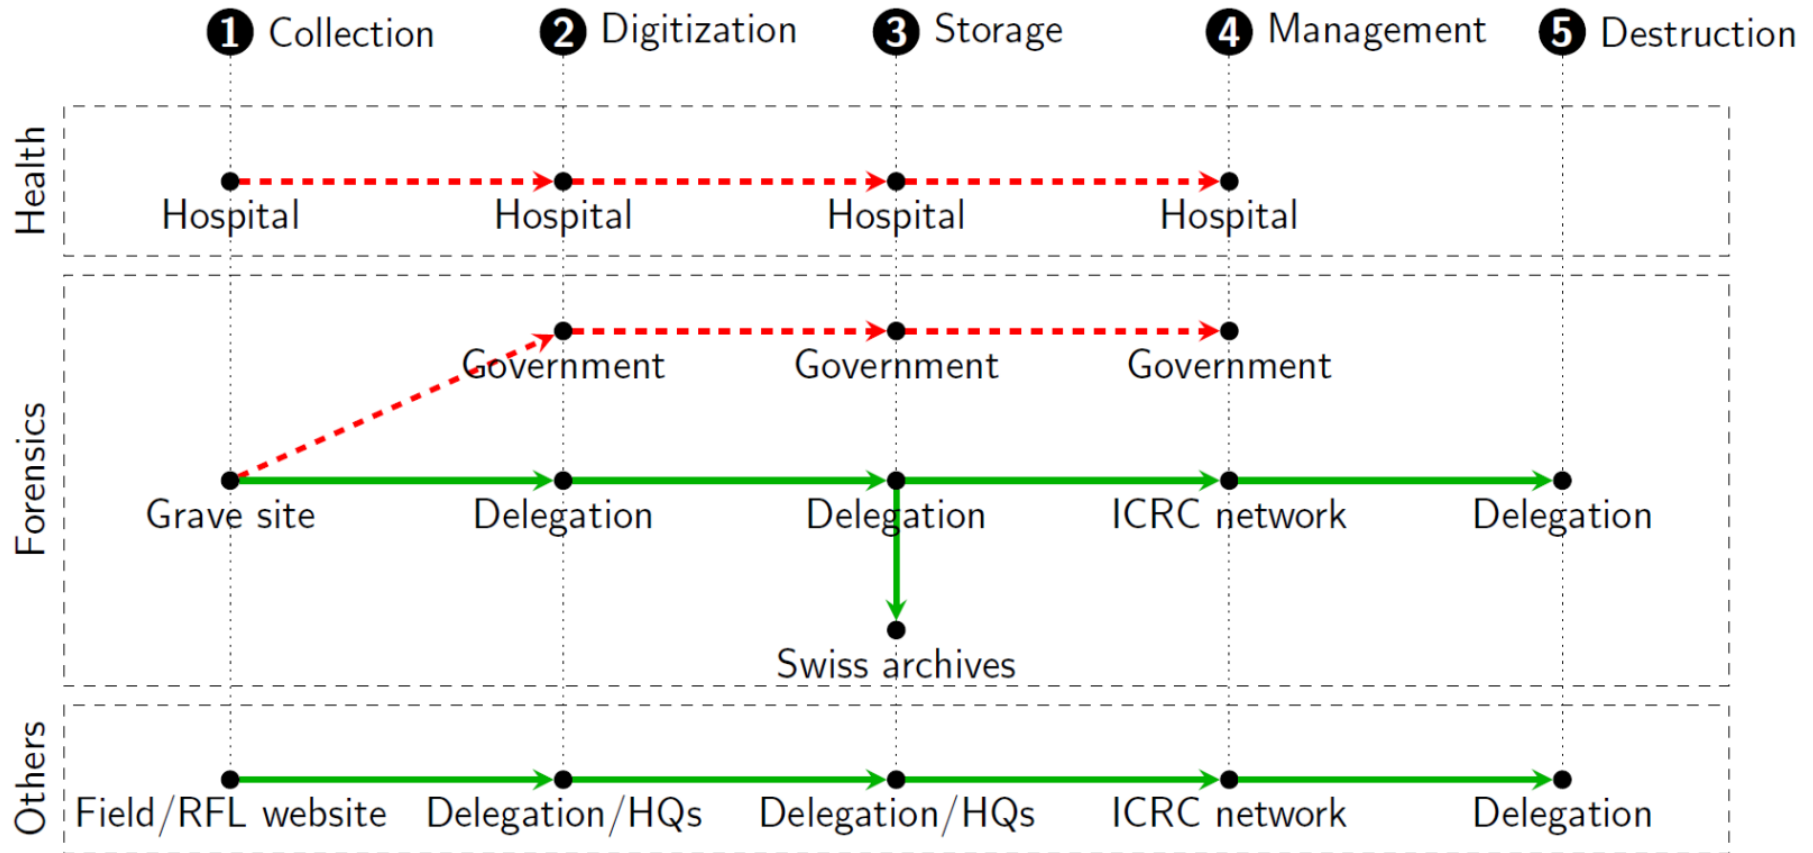 1 Collection
2 Digitization
3 Storage
4 Management
5 Destruction
Health
Hospital
Hospital
Hospital
Hospital
Forensics
Government
Government
Government
Grave site
Delegation
Delegation
ICRC network
Delegation
Swiss archives
Others
Field/RFL website
Delegation/HQs
Delegation/HQs
ICRC network
Delegation